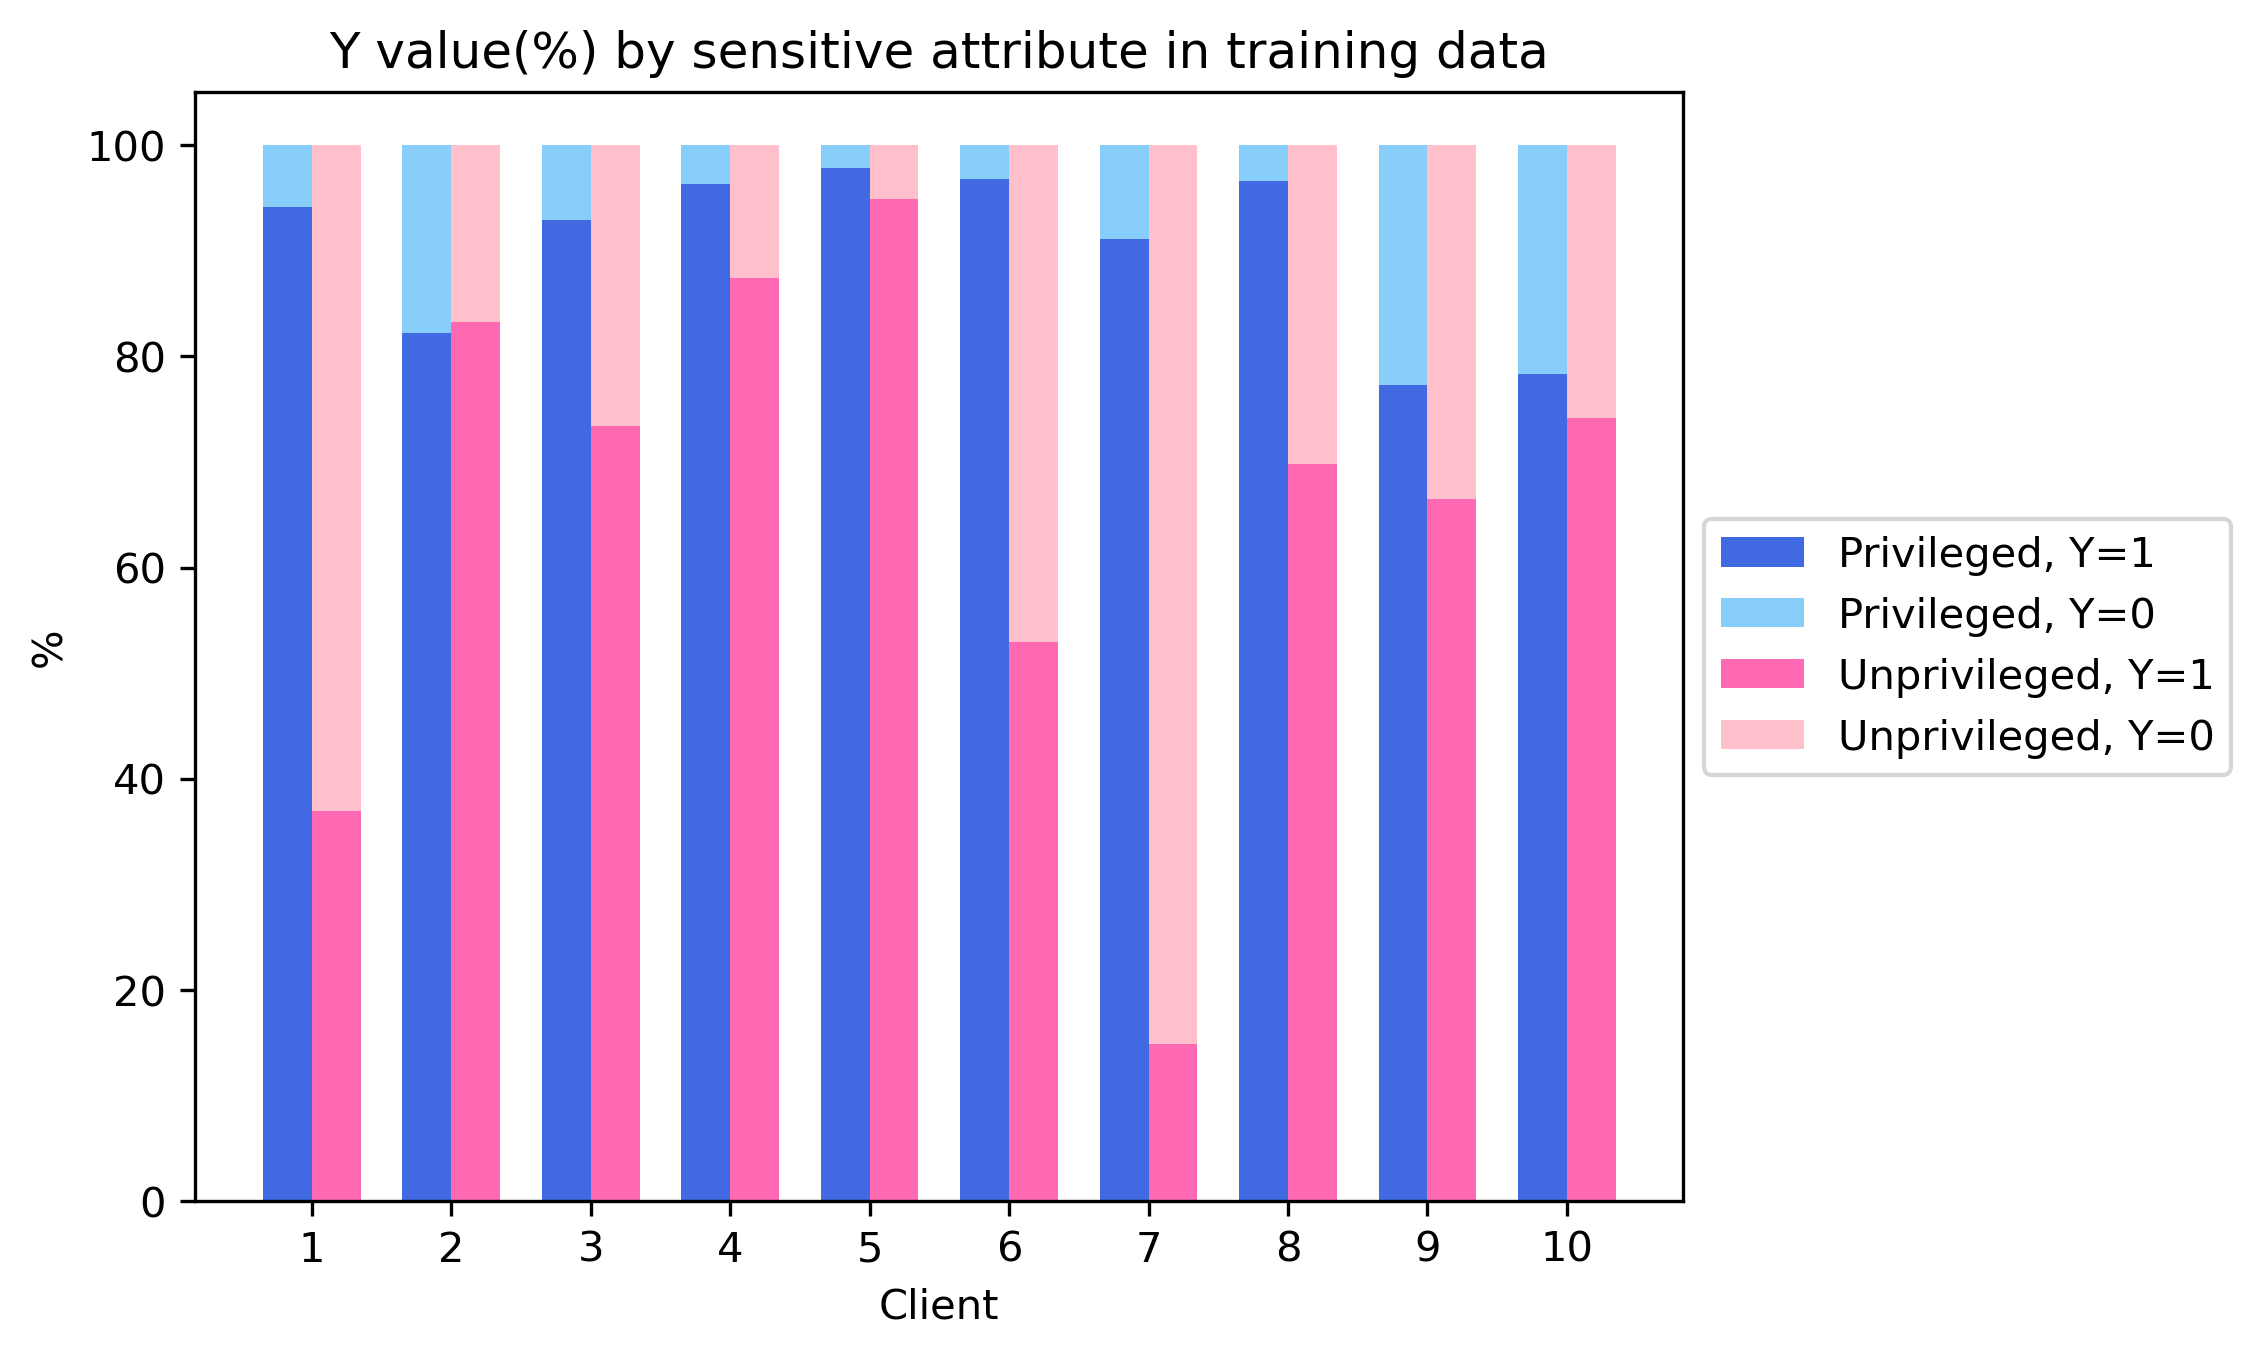 Y value(%) by sensitive attribute in training data
100
80
60
40
20
0
%
1 2 3 4 5 6 7 8 9 10
Client
Privileged, Y=1
Privileged, Y=0
Unprivileged, Y=1
Unprivileged, Y=0